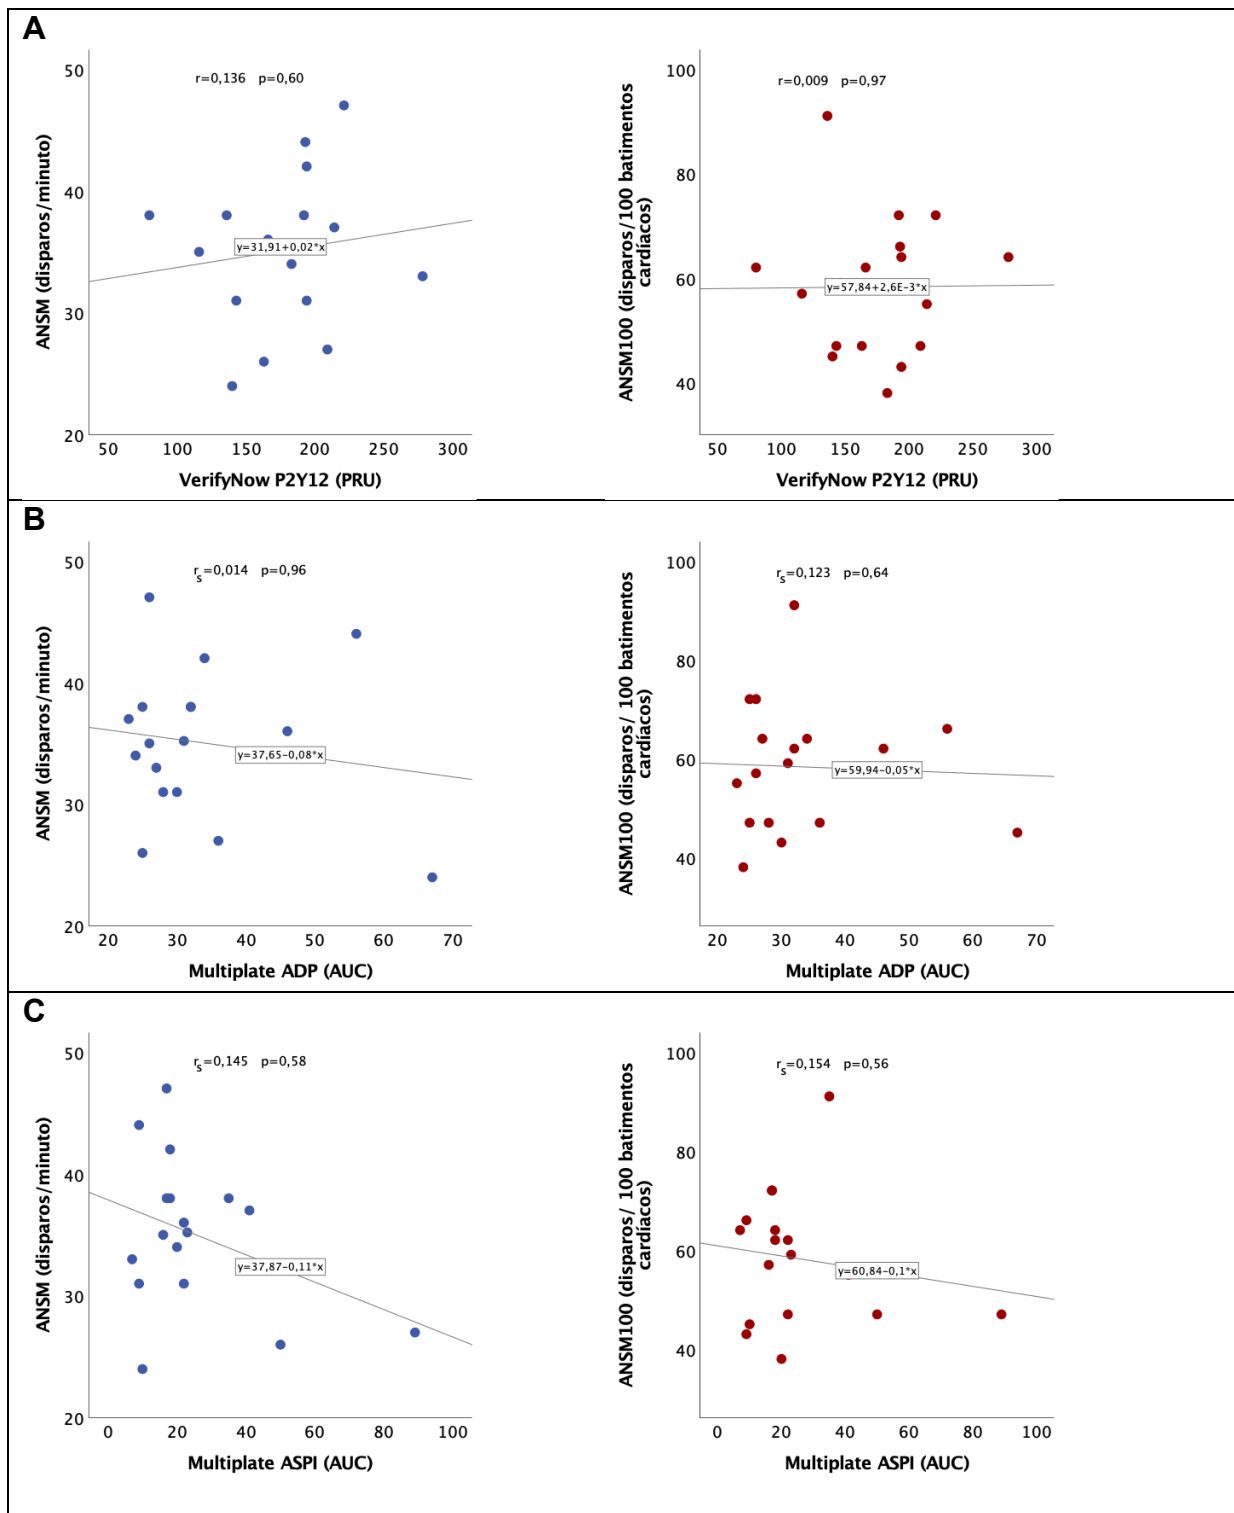 A
r=0,136 p=0,60
ANSM (disparos/minuto)
50
40
30
20
y=31,91+0,02*x
50 100 150 200 250 300
VerifyNow P2Y12 (PRU)
r=0,009 p=0,97
ANSM100 (disparos/100 batimentos
cardíacos)
100
80
60
40
y=57,84+2,6E-3*x
50 100 150 200 250 300
VerifyNow P2Y12 (PRU)
B
rs=0,014 p=0,96
ANSM (disparos/minuto)
50
40
30
20
y=37,65-0,08*x
20 30 40 50 60 70
Multiplate ADP (AUC)
rs=0,123 p=0,64
ANSM100 (disparos/ 100 batimentos
cardíacos)
100
80
60
40
y=59,94-0,05*x
20 30 40 50 60 70
Multiplate ADP (AUC)
C
rs=0,145 p=0,58
ANSM (disparos/minuto)
50
40
30
20
y=37,87-0,11*x
0 20 40 60 80 100
Multiplate ASPI (AUC)
rs=0,154 p=0,56
ANSM100 (disparos/ 100 batimentos
cardíacos)
100
80
60
40
y=60,84-0,1*x
0 20 40 60 80 100
Multiplate ASPI (AUC)